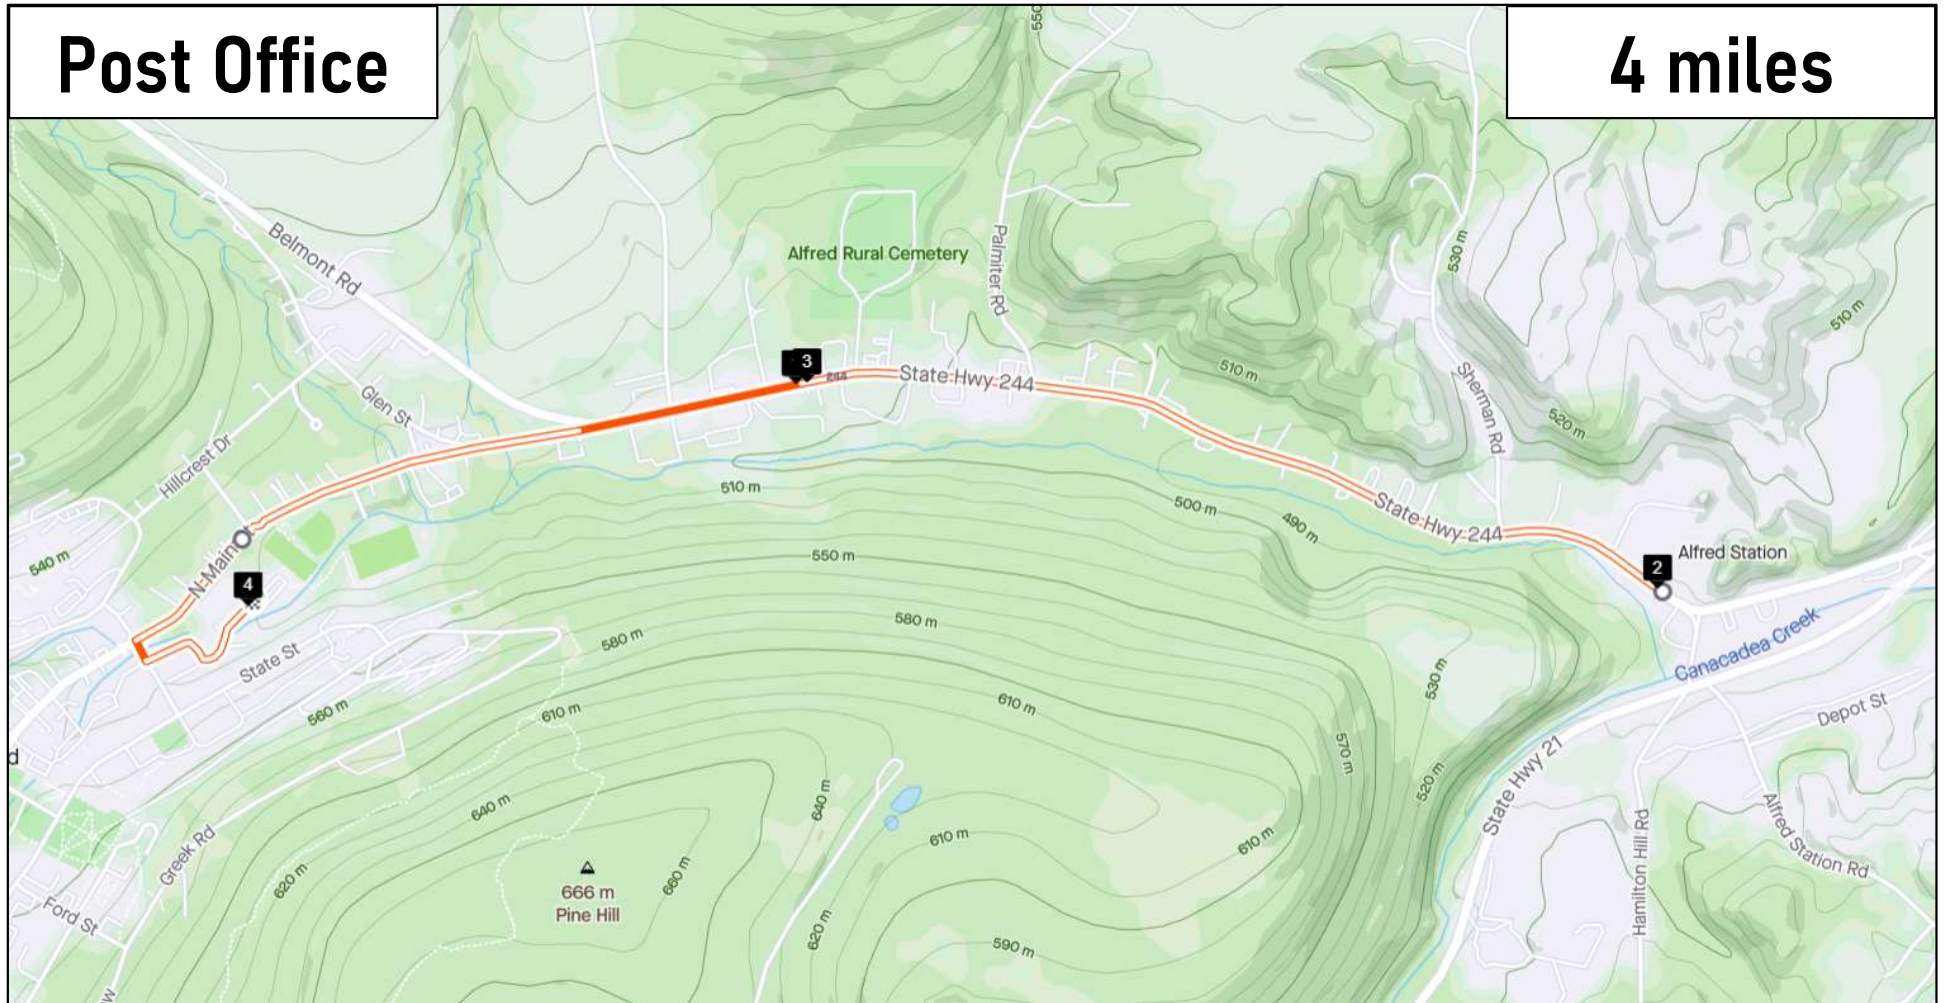 Post Office
4 miles
550
Belmont Rd
Alfred Rural Cemetery
Palmiter Rd
530 m
510 m
3
244
State Hwy 244
510 m
Glen St
Sherman Rd
520 m
Hillcrest Dr
510 m
500 m
490 m
State Hwy 244
540 m
N Main
550 m
Alfred Station
2
4
580 m
580 m
State St
Canacadea Creek
530 m
560 m
610 m
610 m
Depot St
d
570 m
520 m
State Hwy 21
640 m
640 m
610 m
610 m
Greek Rd
620 m
666 m
Pine Hill
660 m
Hamilton Hill Rd
Alfred Station Rd
Ford St
620 m
590 m
w